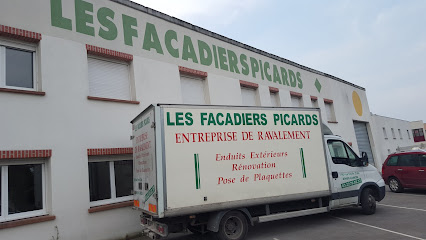 LESFACADIERSPICARDS
LES FACADIERS PICARDS
ENTREPRISE DE RAVALEMENT
Enduits Extérieurs
Rénovation
Pose de Plaquettes